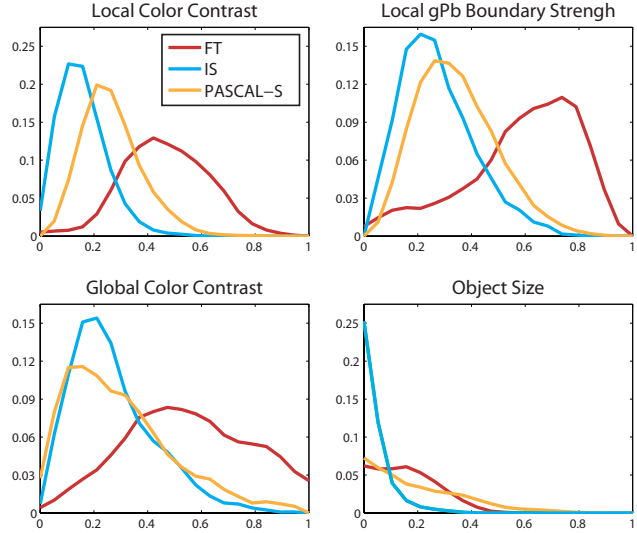 Local Color Contrast
0.25
0.2
0.15
0.1
0.05
0
0 0.2 0.4 0.6 0.8 1
FT
IS
PASCAL-S
Local gPb Boundary Strengh
0.15
0.12
0.09
0.06
0.03
0
0 0.2 0.4 0.6 0.8 1
Global Color Contrast
0.15
0.12
0.09
0.06
0.03
0
0 0.2 0.4 0.6 0.8 1
Object Size
0.25
0.2
0.15
0.1
0.05
0
0 0.2 0.4 0.6 0.8 1